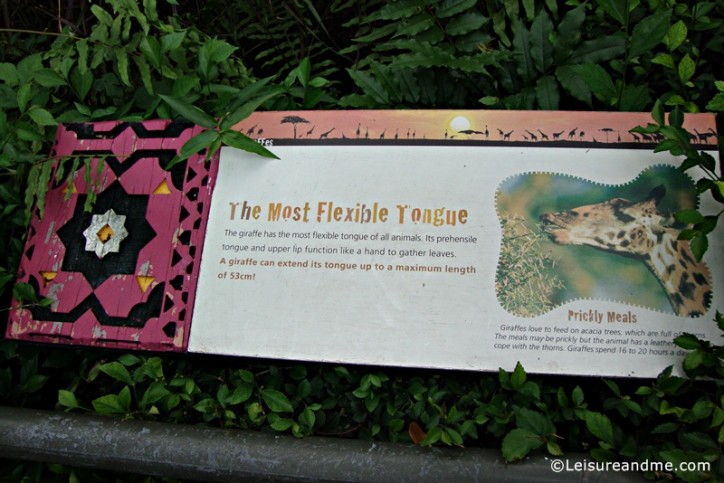 The Most Flexible Tongue
The giraffe has the most flexible tongue of all animals. Its prehensile
tongue and upper lip function like a hand to gather leaves.
A giraffe can extend its tongue up to a maximum length
of 53cm!
Prickly Meals
Giraffes love to feed on acacia trees, which are full of
The meals may be prickly but the animal has a
cope with the thorns. Giraffes spend 16 to 20 hours a
©Leisureandme.com